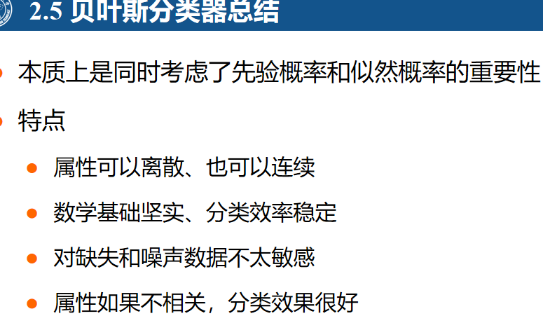 2.5 贝叶斯分类器总结
本质上是同时考虑了先验概率和似然概率的重要性
特点
属性可以离散、也可以连续
数学基础坚实、分类效率稳定
对缺失和噪声数据不太敏感
属性如果不相关，分类效果很好